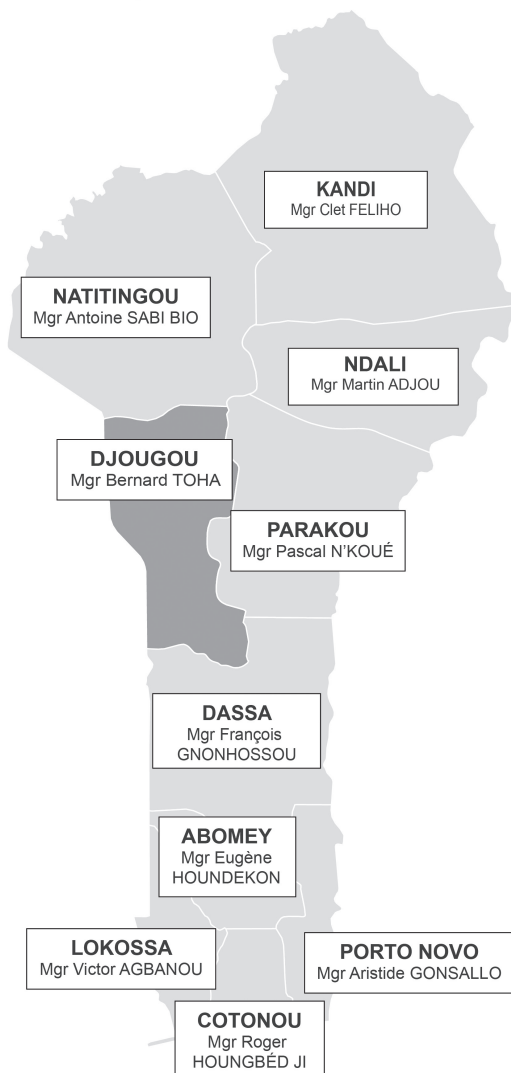 KANDI
Mgr Clet FELIHO
NATITINGOU
Mgr Antoine SABI BIO
NDALI
Mgr Martin ADJOU
DJOUGOU
Mgr Bernard TOHA
PARAKOU
Mgr Pascal N’KOUÉ
DASSA
Mgr François
GNONHOSSOU
ABOMEY
Mgr Eugène
HOUNDEKON
LOKOSSA
Mgr Victor AGBANOU
PORTO NOVO
Mgr Aristide GONSALLO
COTONOU
Mgr Roger
HOUNGBÉD JI